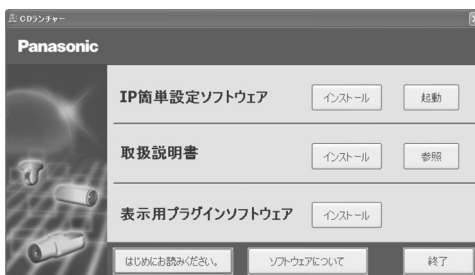 CDランチャー
Panasonic
IP簡単設定ソフトウェア インストール 起動
取扱説明書 インストール 参照
表示用プラグインソフトウェア インストール
はじめにお読みください。 ソフトウェアについて 終了